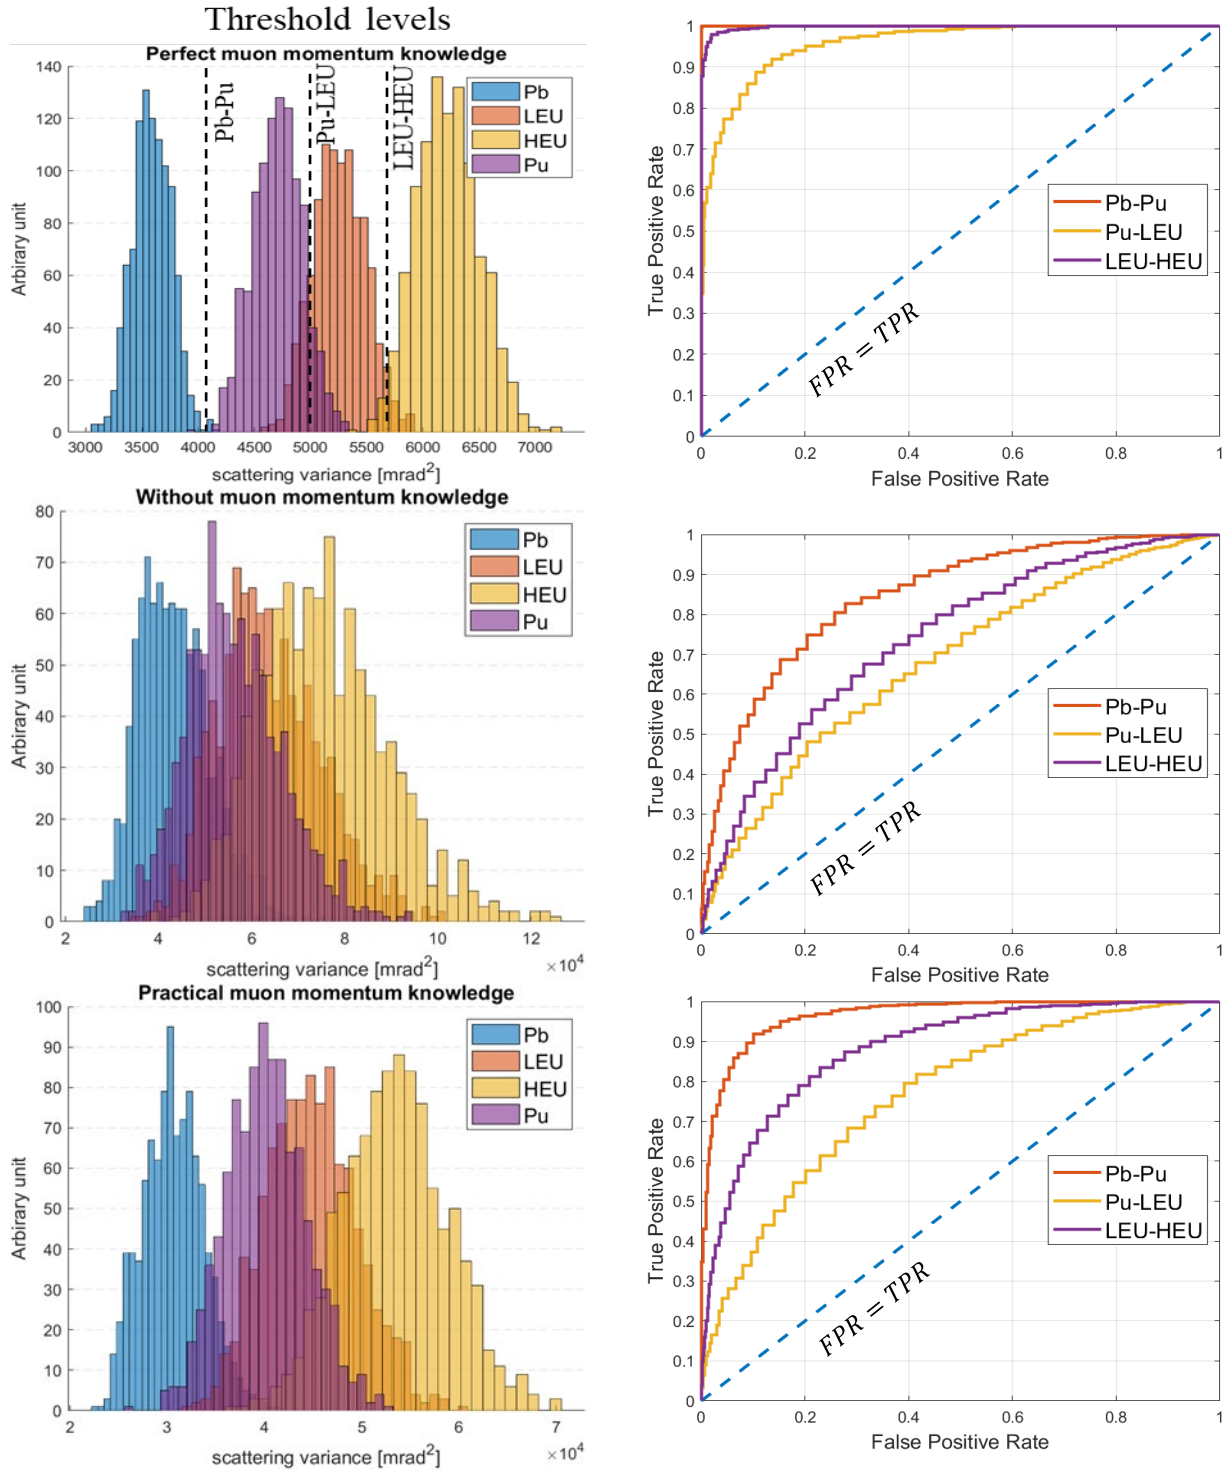 Threshold levels
Perfect muon momentum knowledge
140
120
100
80
60
40
20
0
Arbirary unit
Pb-Pu
Pu-LEU
LEU-HEU
Pb
LEU
HEU
Pu
3000 3500 4000 4500 5000 5500 6000 6500 7000
scattering variance [mrad²]
1
0.9
0.8
0.7
0.6
0.5
0.4
0.3
0.2
0.1
0
True Positive Rate
Pb-Pu
Pu-LEU
LEU-HEU
FPR = TPR
0 0.2 0.4 0.6 0.8 1
False Positive Rate
Without muon momentum knowledge
80
70
60
50
40
30
20
10
0
Arbirary unit
Pb
LEU
HEU
Pu
2 4 6 8 10 12
×10⁴
scattering variance [mrad²]
1
0.9
0.8
0.7
0.6
0.5
0.4
0.3
0.2
0.1
0
True Positive Rate
Pb-Pu
Pu-LEU
LEU-HEU
FPR = TPR
0 0.2 0.4 0.6 0.8 1
False Positive Rate
Practical muon momentum knowledge
100
90
80
70
60
50
40
30
20
10
0
Arbirary unit
Pb
LEU
HEU
Pu
2 3 4 5 6 7
×10⁴
scattering variance [mrad²]
1
0.9
0.8
0.7
0.6
0.5
0.4
0.3
0.2
0.1
0
True Positive Rate
Pb-Pu
Pu-LEU
LEU-HEU
FPR = TPR
0 0.2 0.4 0.6 0.8 1
False Positive Rate